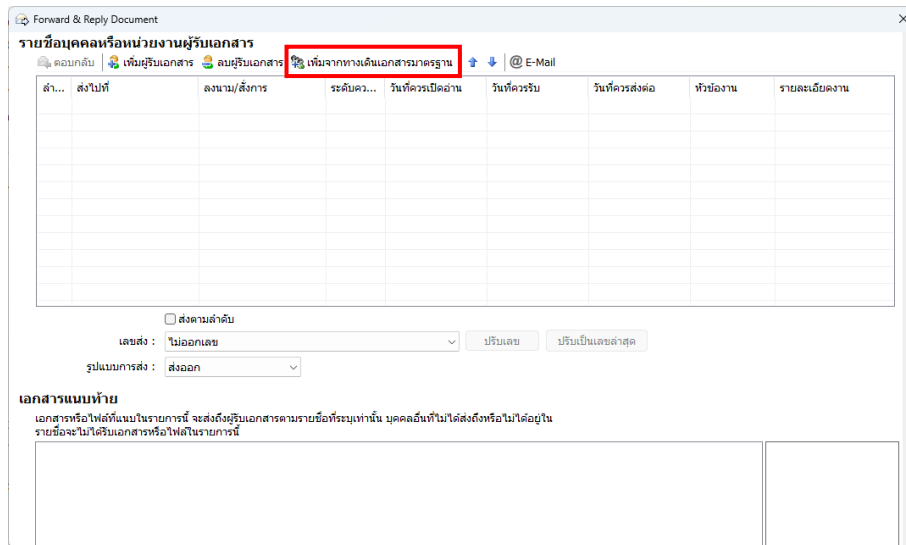 Forward & Reply Document
รายชื่อบุคคลหรือหน่วยงานผู้รับเอกสาร
ตอบกลับ เพิ่มผู้รับเอกสาร ลบผู้รับเอกสาร เพิ่มจากทางเดินเอกสารมาตรฐาน @ E-Mail
ลำ... ส่งไปที่ ลงนาม/สั่งการ ระดับคว... วันที่ควรเปิดอ่าน วันที่ควรรับ วันที่ควรส่งต่อ หัวข้องาน รายละเอียดงาน
ส่งตามลำดับ
เลขส่ง : ไม่ออกเลข ปรับเลข ปรับเป็นเลขล่าสุด
รูปแบบการส่ง : ส่งออก
เอกสารแนบท้าย
เอกสารหรือไฟล์ที่แนบในรายการนี้ จะส่งถึงผู้รับเอกสารตามรายชื่อที่ระบุเท่านั้น บุคคลอื่นที่ไม่ได้ส่งถึงหรือไม่ได้อยู่ใน
รายชื่อจะไม่ได้รับเอกสารหรือไฟล์ในรายการนี้